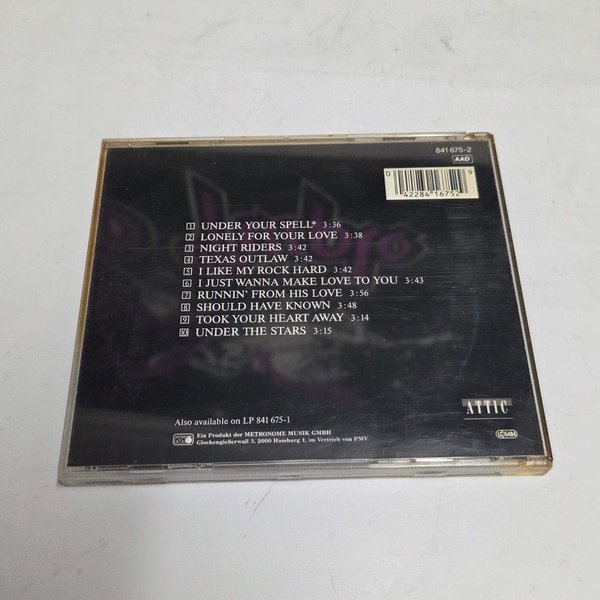 841 675-2
AAD
0 42284 16752 9
1 UNDER YOUR SPELL* 3:36
2 LONELY FOR YOUR LOVE 3:38
3 NIGHT RIDERS 3:42
4 TEXAS OUTLAW 3:42
5 I LIKE MY ROCK HARD 3:42
6 I JUST WANNA MAKE LOVE TO YOU 3:43
7 RUNNIN' FROM HIS LOVE 3:56
8 SHOULD HAVE KNOWN 3:48
9 TOOK YOUR HEART AWAY 3:14
10 UNDER THE STARS 3:15
ATTIC
Also available on LP 841 675-1
Ein Produkt der METRONOME MUSIK GMBH
Glockengießerwall 3, 2000 Hamburg 1, im Vertrieb von PMV